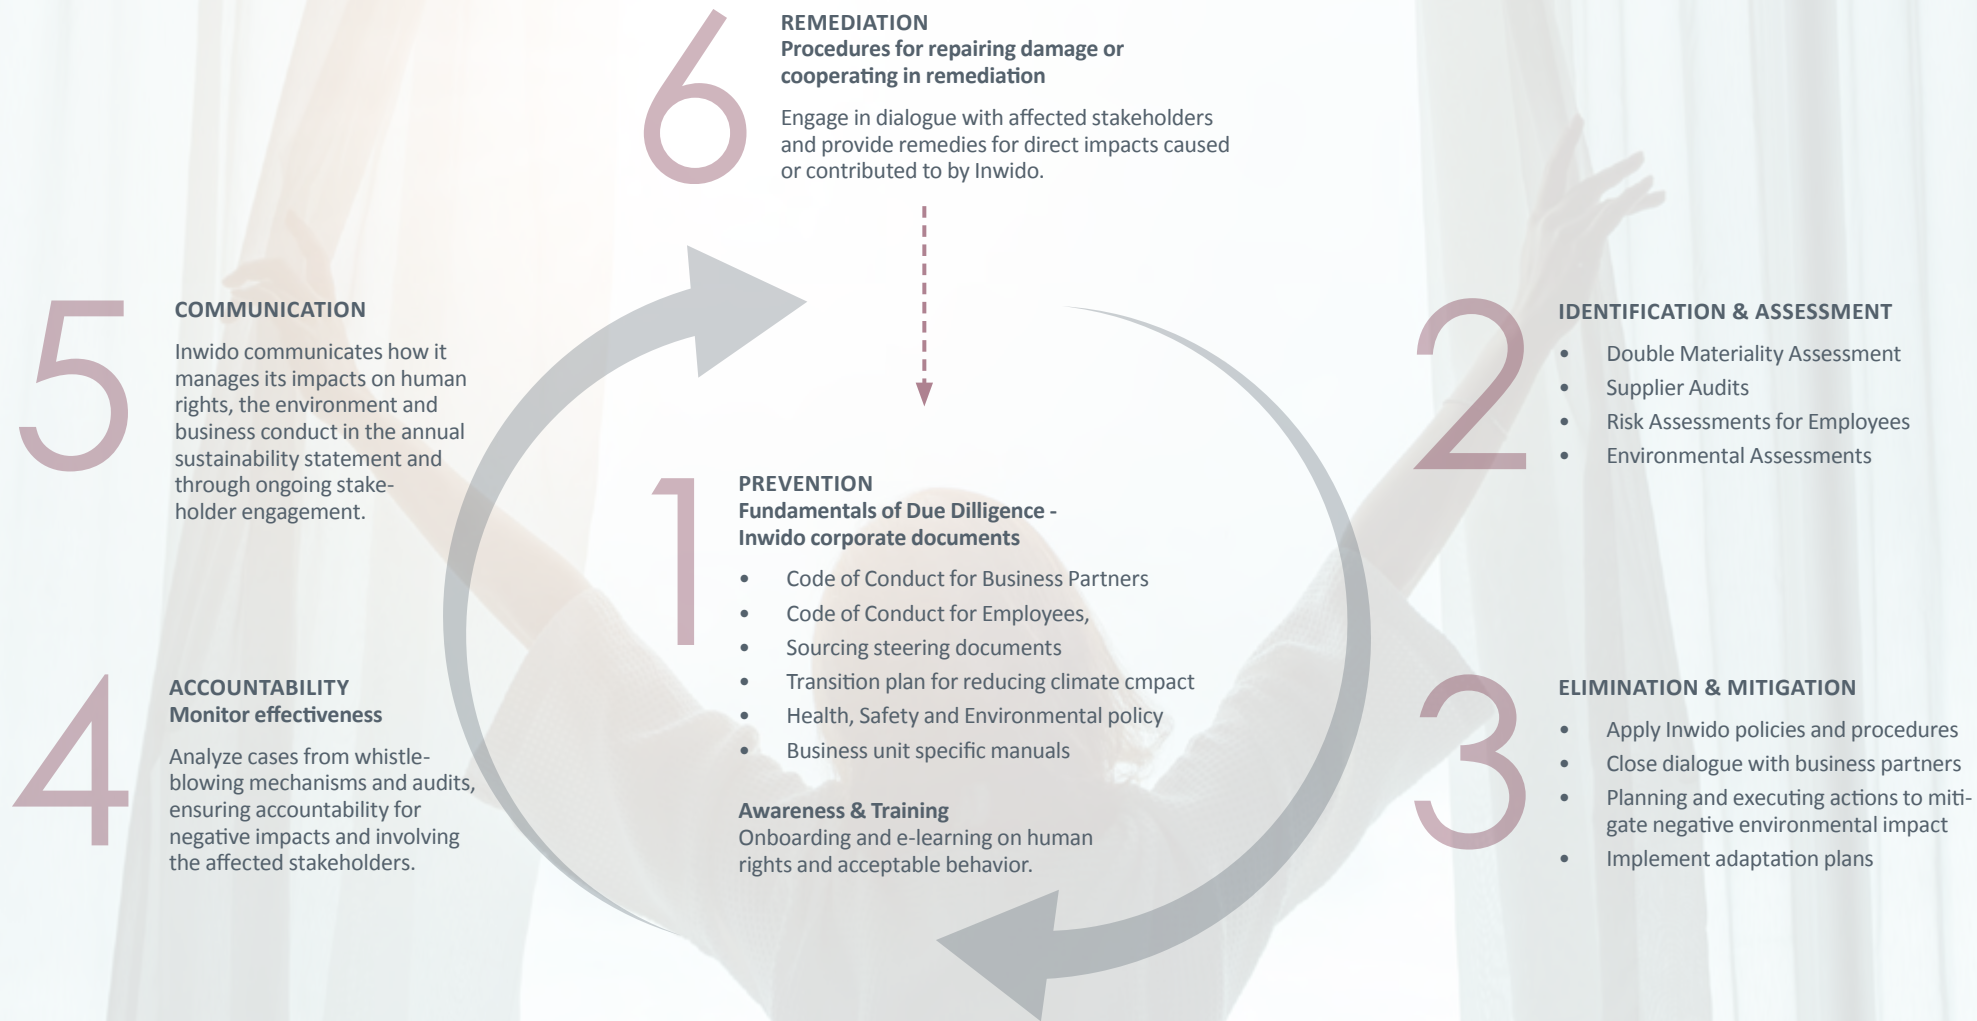 6
REMEDIATION
Procedures for repairing damage or
cooperating in remediation
Engage in dialogue with affected stakeholders
and provide remedies for direct impacts caused
or contributed to by Inwido.
5
COMMUNICATION
Inwido communicates how it
manages its impacts on human
rights, the environment and
business conduct in the annual
sustainability statement and
through ongoing stake-
holder engagement.
2
IDENTIFICATION & ASSESSMENT
• Double Materiality Assessment
• Supplier Audits
• Risk Assessments for Employees
• Environmental Assessments
1
PREVENTION
Fundamentals of Due Dilligence -
Inwido corporate documents
• Code of Conduct for Business Partners
• Code of Conduct for Employees,
• Sourcing steering documents
• Transition plan for reducing climate cmpact
• Health, Safety and Environmental policy
• Business unit specific manuals
Awareness & Training
Onboarding and e-learning on human
rights and acceptable behavior.
4
ACCOUNTABILITY
Monitor effectiveness
Analyze cases from whistle-
blowing mechanisms and audits,
ensuring accountability for
negative impacts and involving
the affected stakeholders.
3
ELIMINATION & MITIGATION
• Apply Inwido policies and procedures
• Close dialogue with business partners
• Planning and executing actions to miti-
gate negative environmental impact
• Implement adaptation plans